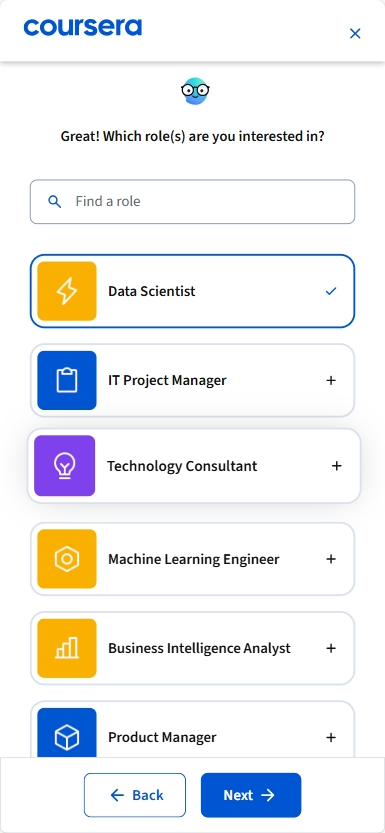 coursera
Great! Which role(s) are you interested in?
Find a role
Data Scientist
IT Project Manager
Technology Consultant
Machine Learning Engineer
Business Intelligence Analyst
Product Manager
Back
Next